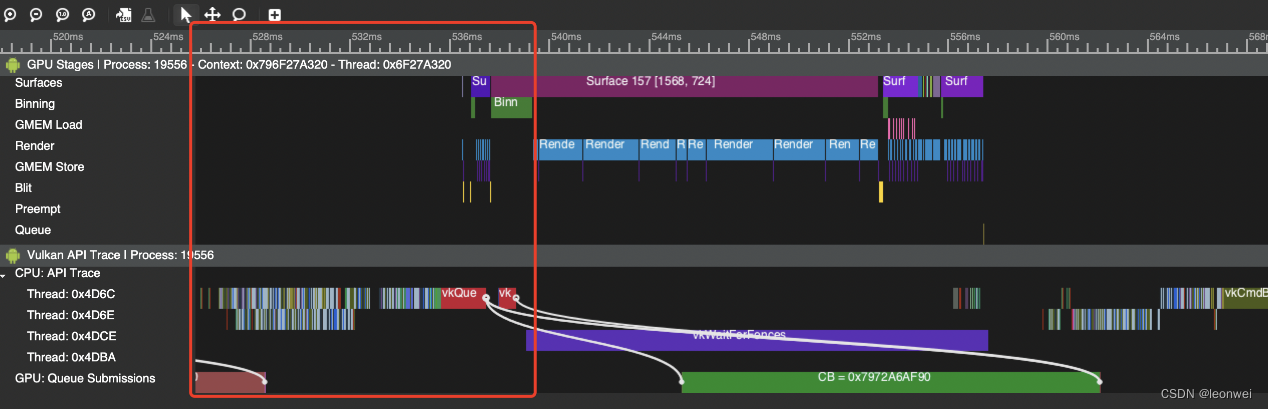 520ms 524ms 528ms 532ms 536ms 540ms 544ms 548ms 552ms 556ms 560ms 564ms 568m
GPU Stages | Process: 19556 - Context: 0x796F27A320 - Thread: 0x6F27A320
Surfaces Su Surface 157 [1568, 724] Surf Surf
Binning Binn
GMEM Load
Render Rende Render Rend R Re Render Render Ren Re
GMEM Store
Blit
Preempt
Queue
Vulkan API Trace | Process: 19556
CPU: API Trace
Thread: 0x4D6C vkQue vk vkCmdB
Thread: 0x4D6E
Thread: 0x4DCE vkWaitForFences
Thread: 0x4DBA
GPU: Queue Submissions CB = 0x7972A6AF90
CSDN @leonwei